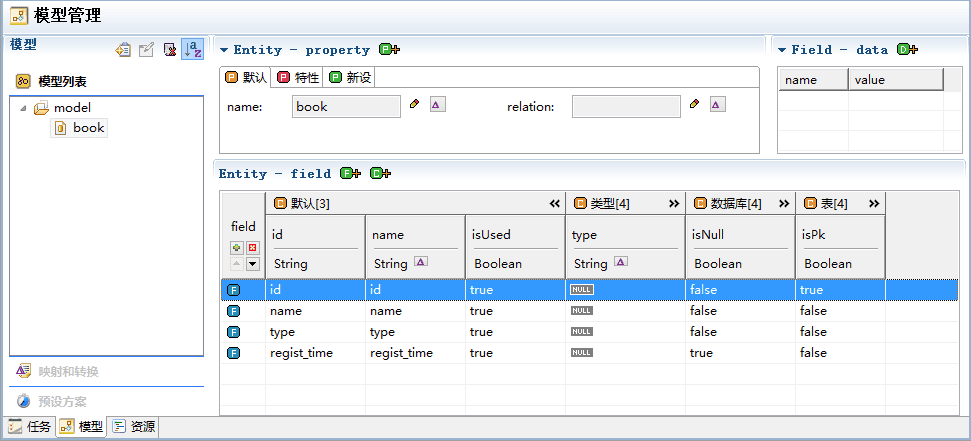 模型管理
模型
模型列表
model
book
映射和转换
预设方案
Entity - property
默认 特性 新设
name: book relation:
Field - data
name value
Entity - field
field
默认[3] 类型[4] 数据库[4] 表[4]
id name isUsed type isNull isPk
String String Boolean String Boolean Boolean
id id true NULL false true
name name true NULL false false
type type true NULL false false
regist_time regist_time true NULL true false
任务 模型 资源